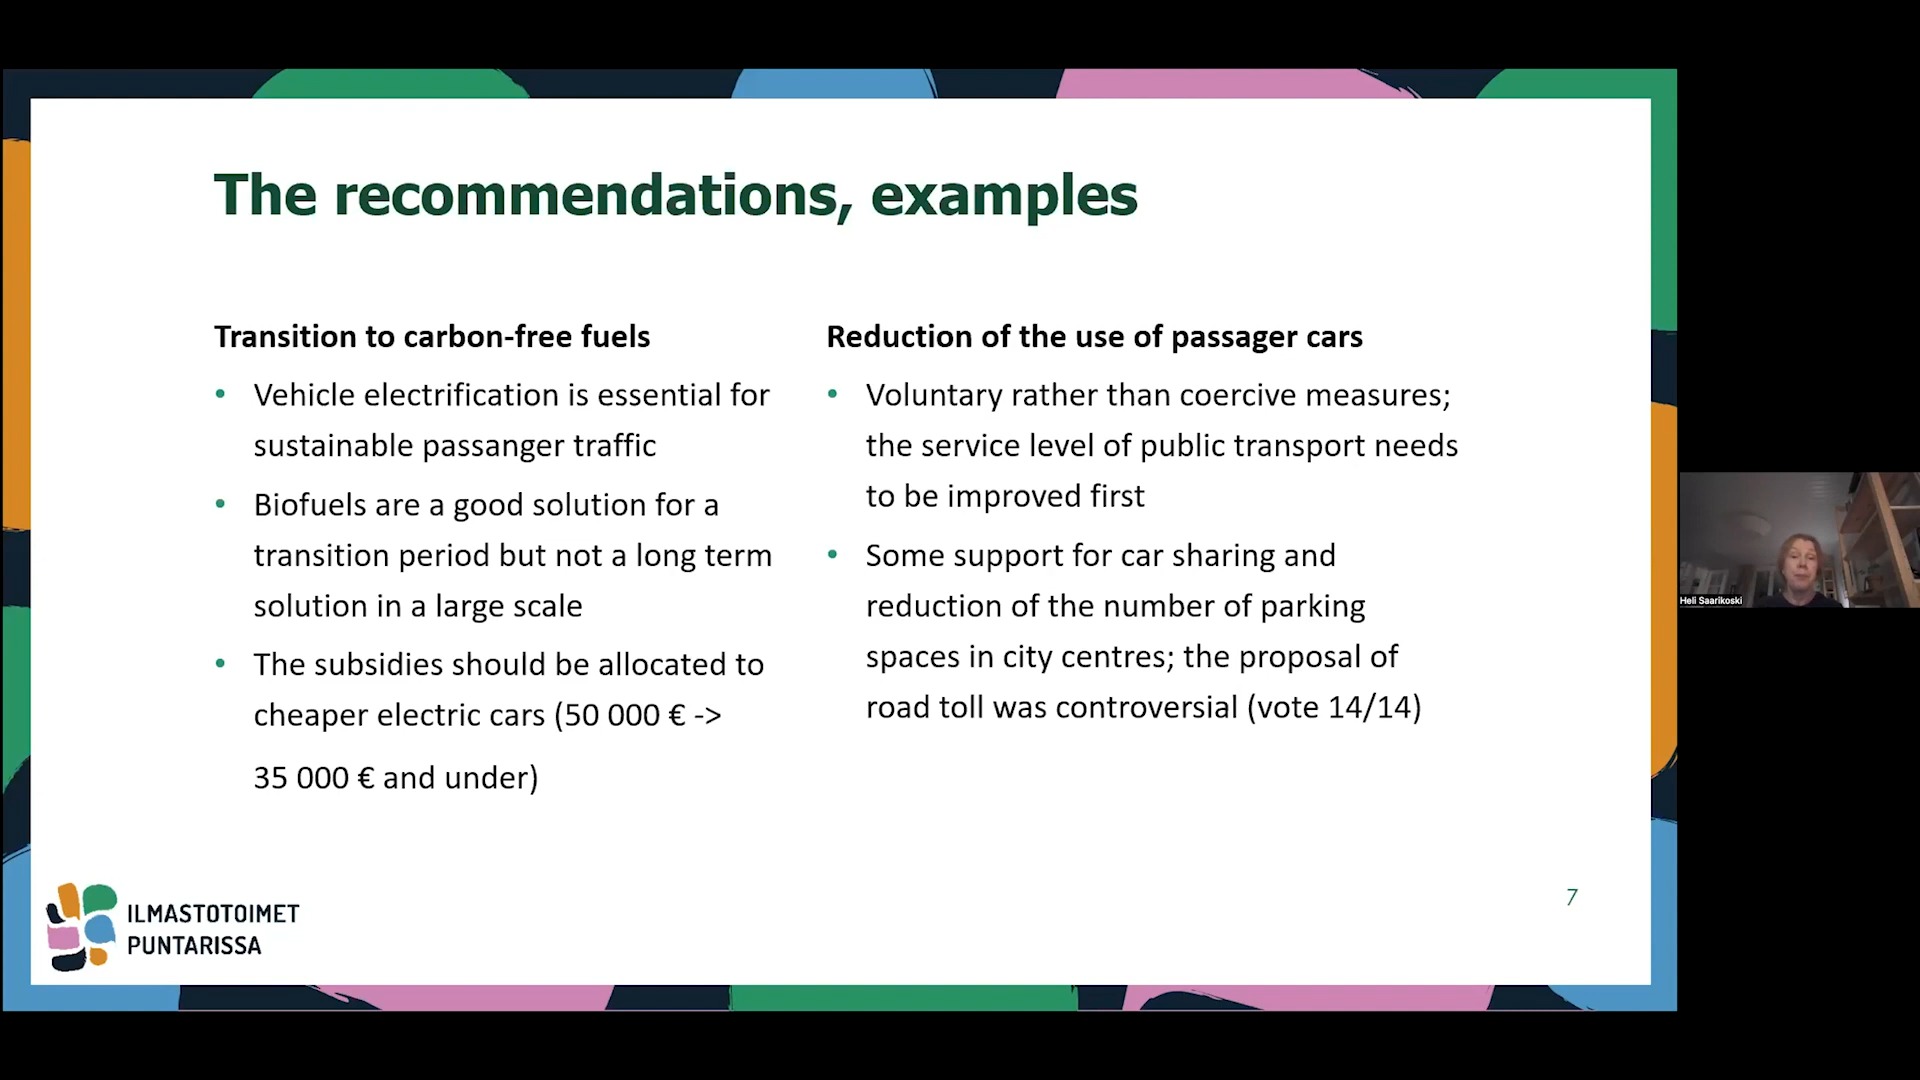 The recommendations, examples
Transition to carbon-free fuels
• Vehicle electrification is essential for
sustainable passanger traffic
• Biofuels are a good solution for a
transition period but not a long term
solution in a large scale
• The subsidies should be allocated to
cheaper electric cars (50 000 € ->
35 000 € and under)
Reduction of the use of passager cars
• Voluntary rather than coercive measures;
the service level of public transport needs
to be improved first
• Some support for car sharing and
reduction of the number of parking
spaces in city centres; the proposal of
road toll was controversial (vote 14/14)
ILMASTOTOIMET
PUNTARISSA
7
Heli Saarikoski